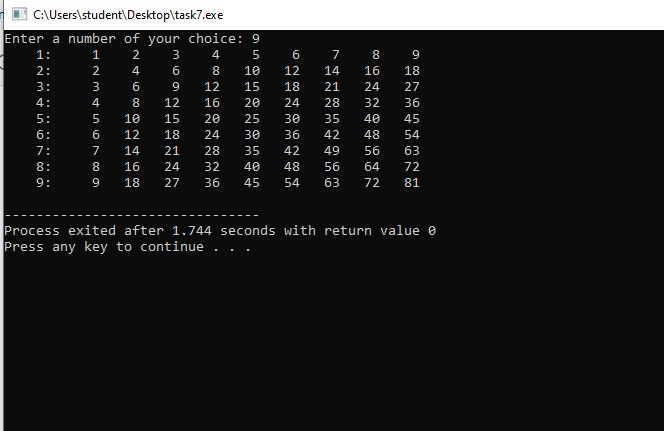 C:\Users\student\Desktop\task7.exe
Enter a number of your choice: 9
    1:     1    2    3    4    5    6    7    8    9
    2:     2    4    6    8   10   12   14   16   18
    3:     3    6    9   12   15   18   21   24   27
    4:     4    8   12   16   20   24   28   32   36
    5:     5   10   15   20   25   30   35   40   45
    6:     6   12   18   24   30   36   42   48   54
    7:     7   14   21   28   35   42   49   56   63
    8:     8   16   24   32   40   48   56   64   72
    9:     9   18   27   36   45   54   63   72   81
--------------------------------
Process exited after 1.744 seconds with return value 0
Press any key to continue . . .